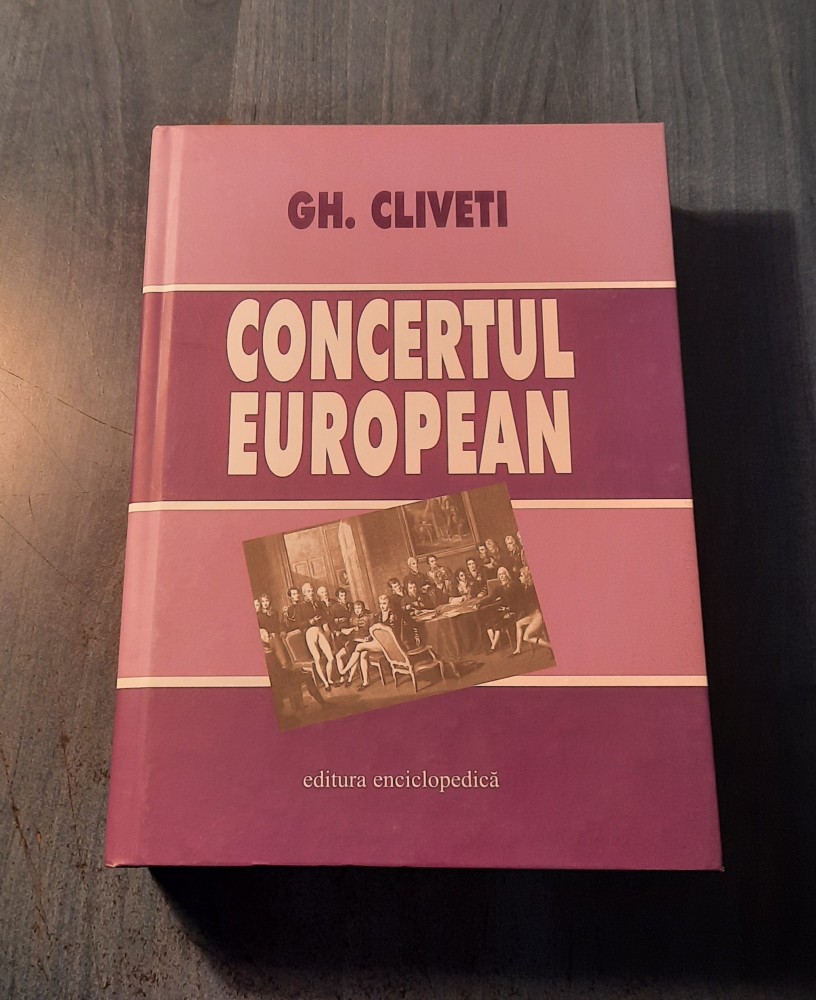 GH. CLIVETI
CONCERTUL
EUROPEAN
editura enciclopedică